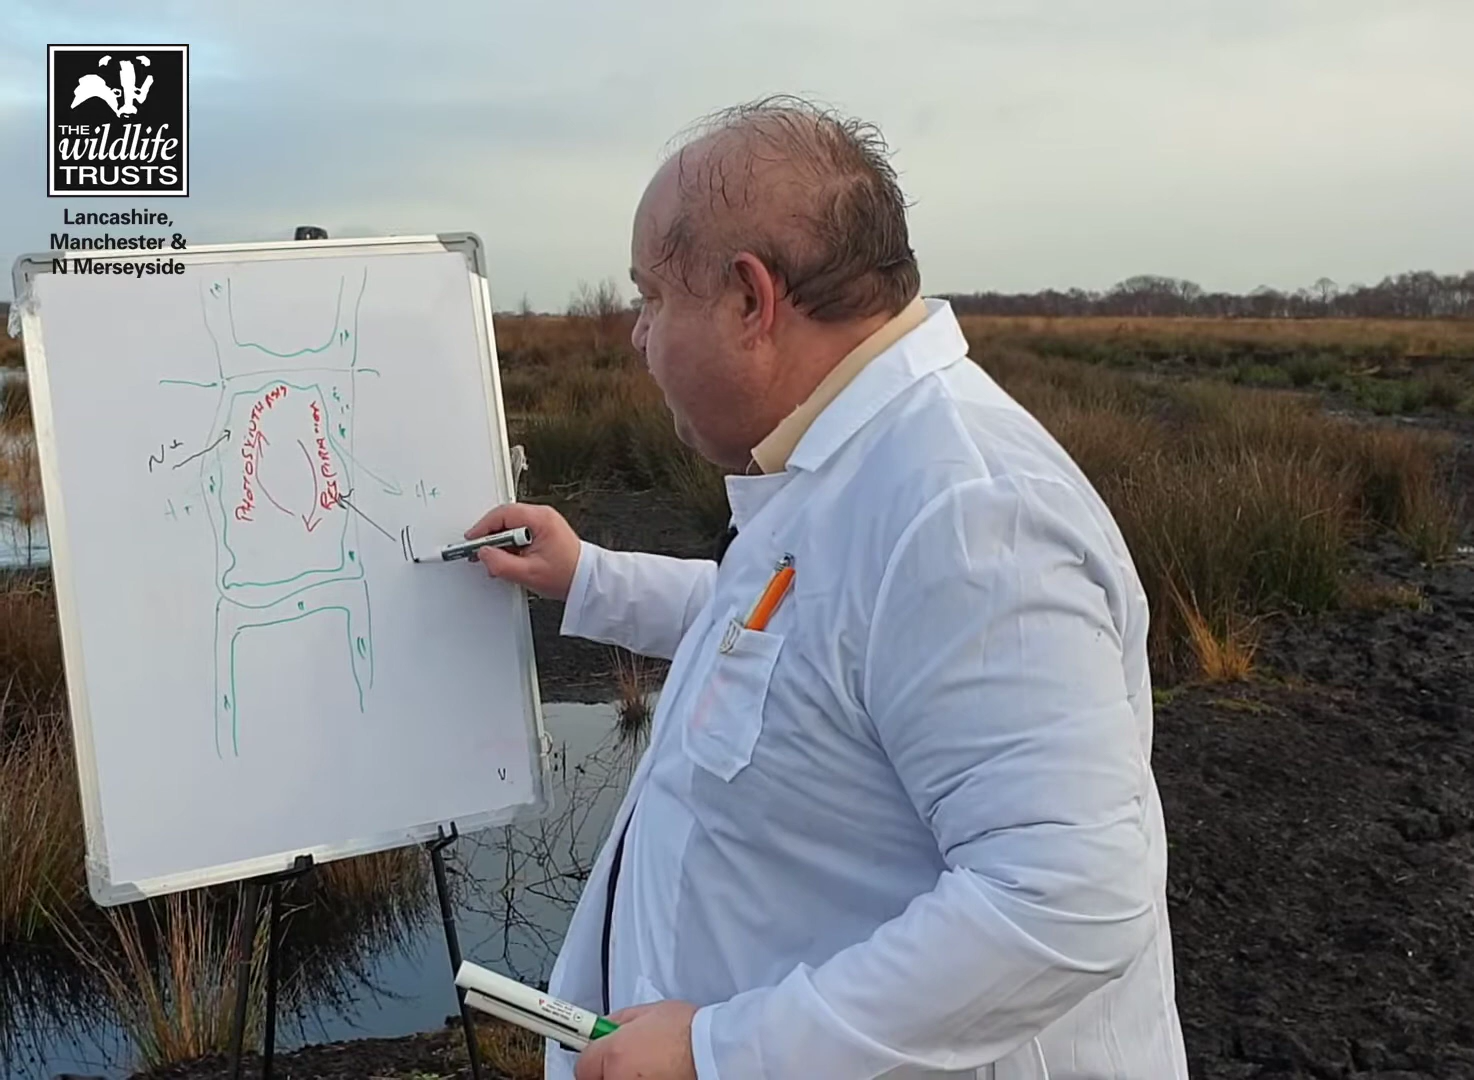 THE
wildlife
TRUSTS
Lancashire,
Manchester &
N Merseyside
PHOTOSYNTHESIS
RESPIRATION
N+
H+
H+